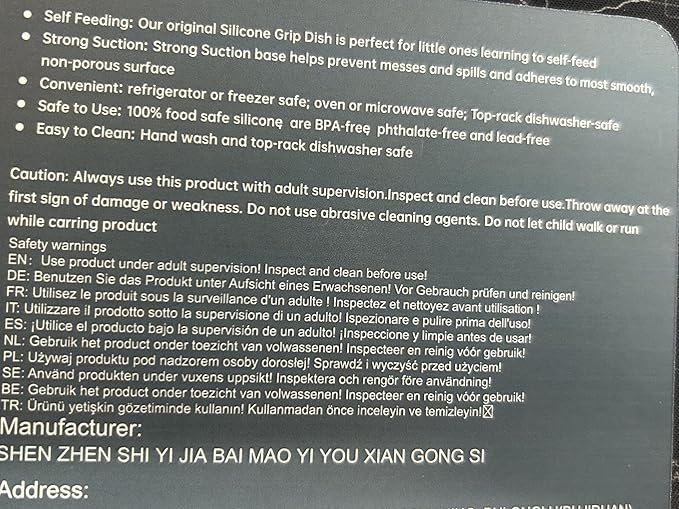 • Self Feeding: Our original Silicone Grip Dish is perfect for little ones learning to self-feed
• Strong Suction: Strong Suction base helps prevent messes and spills and adheres to most smooth,
non-porous surface
• Convenient: refrigerator or freezer safe; oven or microwave safe; Top-rack dishwasher-safe
• Safe to Use: 100% food safe silicone, are BPA-free, phthalate-free and lead-free
• Easy to Clean: Hand wash and top-rack dishwasher safe
Caution: Always use this product with adult supervision.Inspect and clean before use.Throw away at the
first sign of damage or weakness. Do not use abrasive cleaning agents. Do not let child walk or run
while carring product
Safety warnings
EN: Use product under adult supervision! Inspect and clean before use!
DE: Benutzen Sie das Produkt unter Aufsicht eines Erwachsenen! Vor Gebrauch prüfen und reinigen!
FR: Utilisez le produit sous la surveillance d'un adulte ! Inspectez et nettoyez avant utilisation !
IT: Utilizzare il prodotto sotto la supervisione di un adulto! Ispezionare e pulire prima dell'uso!
ES: ¡Utilice el producto bajo la supervisión de un adulto! ¡Inspeccione y limpie antes de usar!
NL: Gebruik het product onder toezicht van volwassenen! Inspecteer en reinig vóór gebruik!
PL: Używaj produktu pod nadzorem osoby dorosłej! Sprawdź i wyczyść przed użyciem!
SE: Använd produkten under vuxens uppsikt! Inspektera och rengör före användning!
BE: Gebruik het product onder toezicht van volwassenen! Inspecteer en reinig vóór gebruik!
TR: Ürünü yetişkin gözetiminde kullanın! Kullanmadan önce inceleyin ve temizleyin!
Manufacturer:
SHEN ZHEN SHI YI JIA BAI MAO YI YOU XIAN GONG SI
Address: